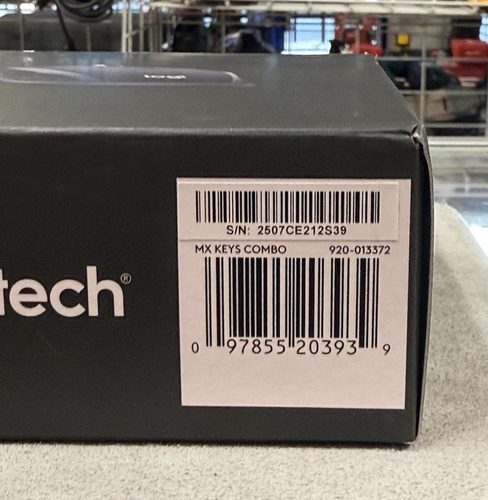 S/N: 2507CE212S39
MX KEYS COMBO 920-013372
tech®
0 97855 20393 9